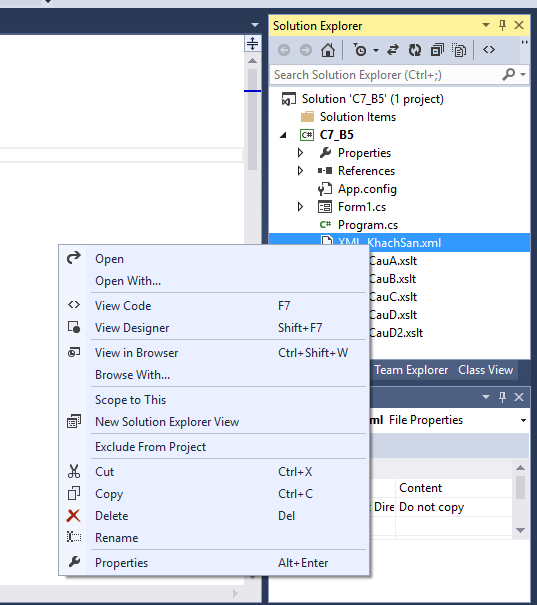 Solution Explorer
Search Solution Explorer (Ctrl+;)
Solution 'C7_B5' (1 project)
Solution Items
C# C7_B5
Properties
References
App.config
Form1.cs
C# Program.cs
XML_KhachSan.xml
CauA.xslt
CauB.xslt
CauC.xslt
CauD.xslt
CauD2.xslt
Team Explorer Class View
ml File Properties
Content
t Dire Do not copy
Open
Open With...
View Code F7
View Designer Shift+F7
View in Browser Ctrl+Shift+W
Browse With...
Scope to This
New Solution Explorer View
Exclude From Project
Cut Ctrl+X
Copy Ctrl+C
Delete Del
Rename
Properties Alt+Enter